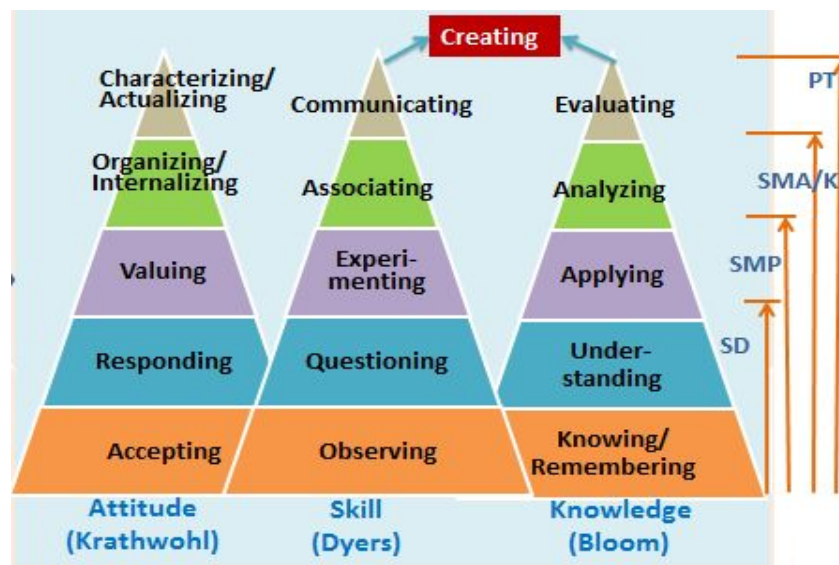 Creating
Characterizing/
Actualizing
Communicating
Evaluating
PT
Organizing/
Internalizing
Associating
Analyzing
SMA/K
Valuing
Experi-
menting
Applying
SMP
Responding
Questioning
Under-
standing
SD
Accepting
Observing
Knowing/
Remembering
Attitude
(Krathwohl)
Skill
(Dyers)
Knowledge
(Bloom)